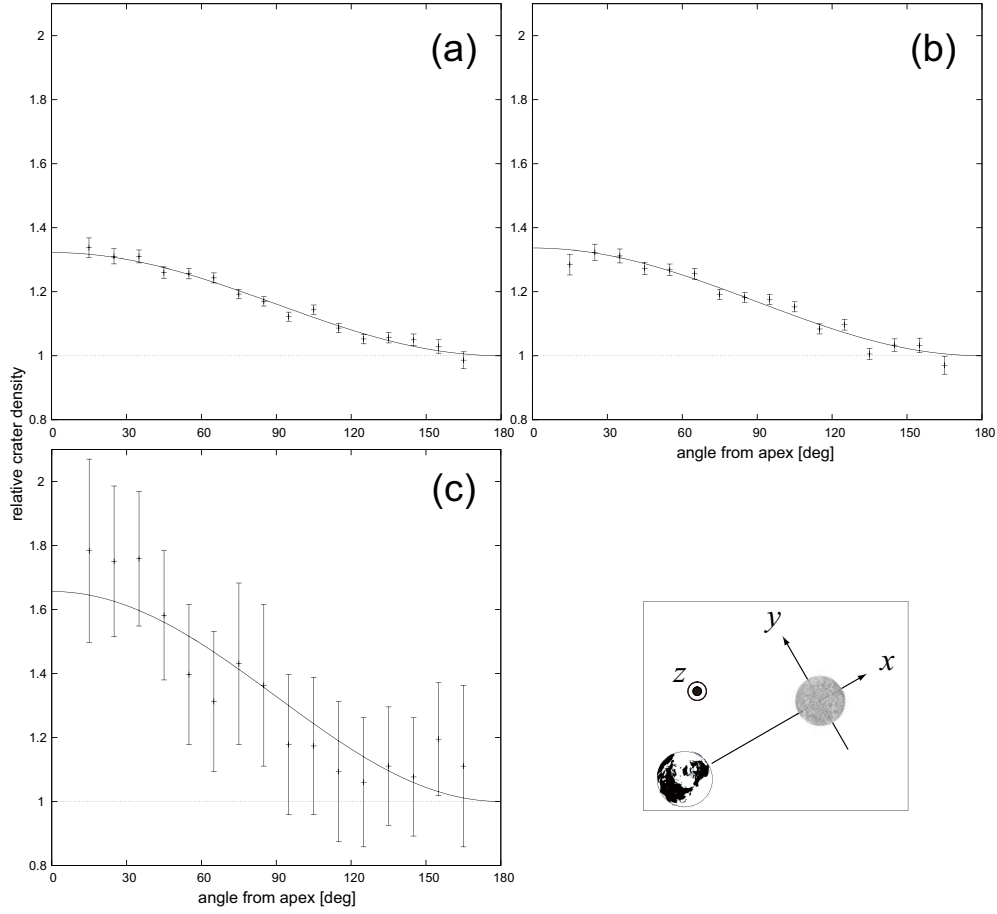 (a)
2
1.8
1.6
1.4
1.2
1
0.8
0 30 60 90 120 150 180
(b)
2
1.8
1.6
1.4
1.2
1
0.8
0 30 60 90 120 150 180
angle from apex [deg]
relative crater density
(c)
2
1.8
1.6
1.4
1.2
1
0.8
0 30 60 90 120 150 180
angle from apex [deg]
y
x
z